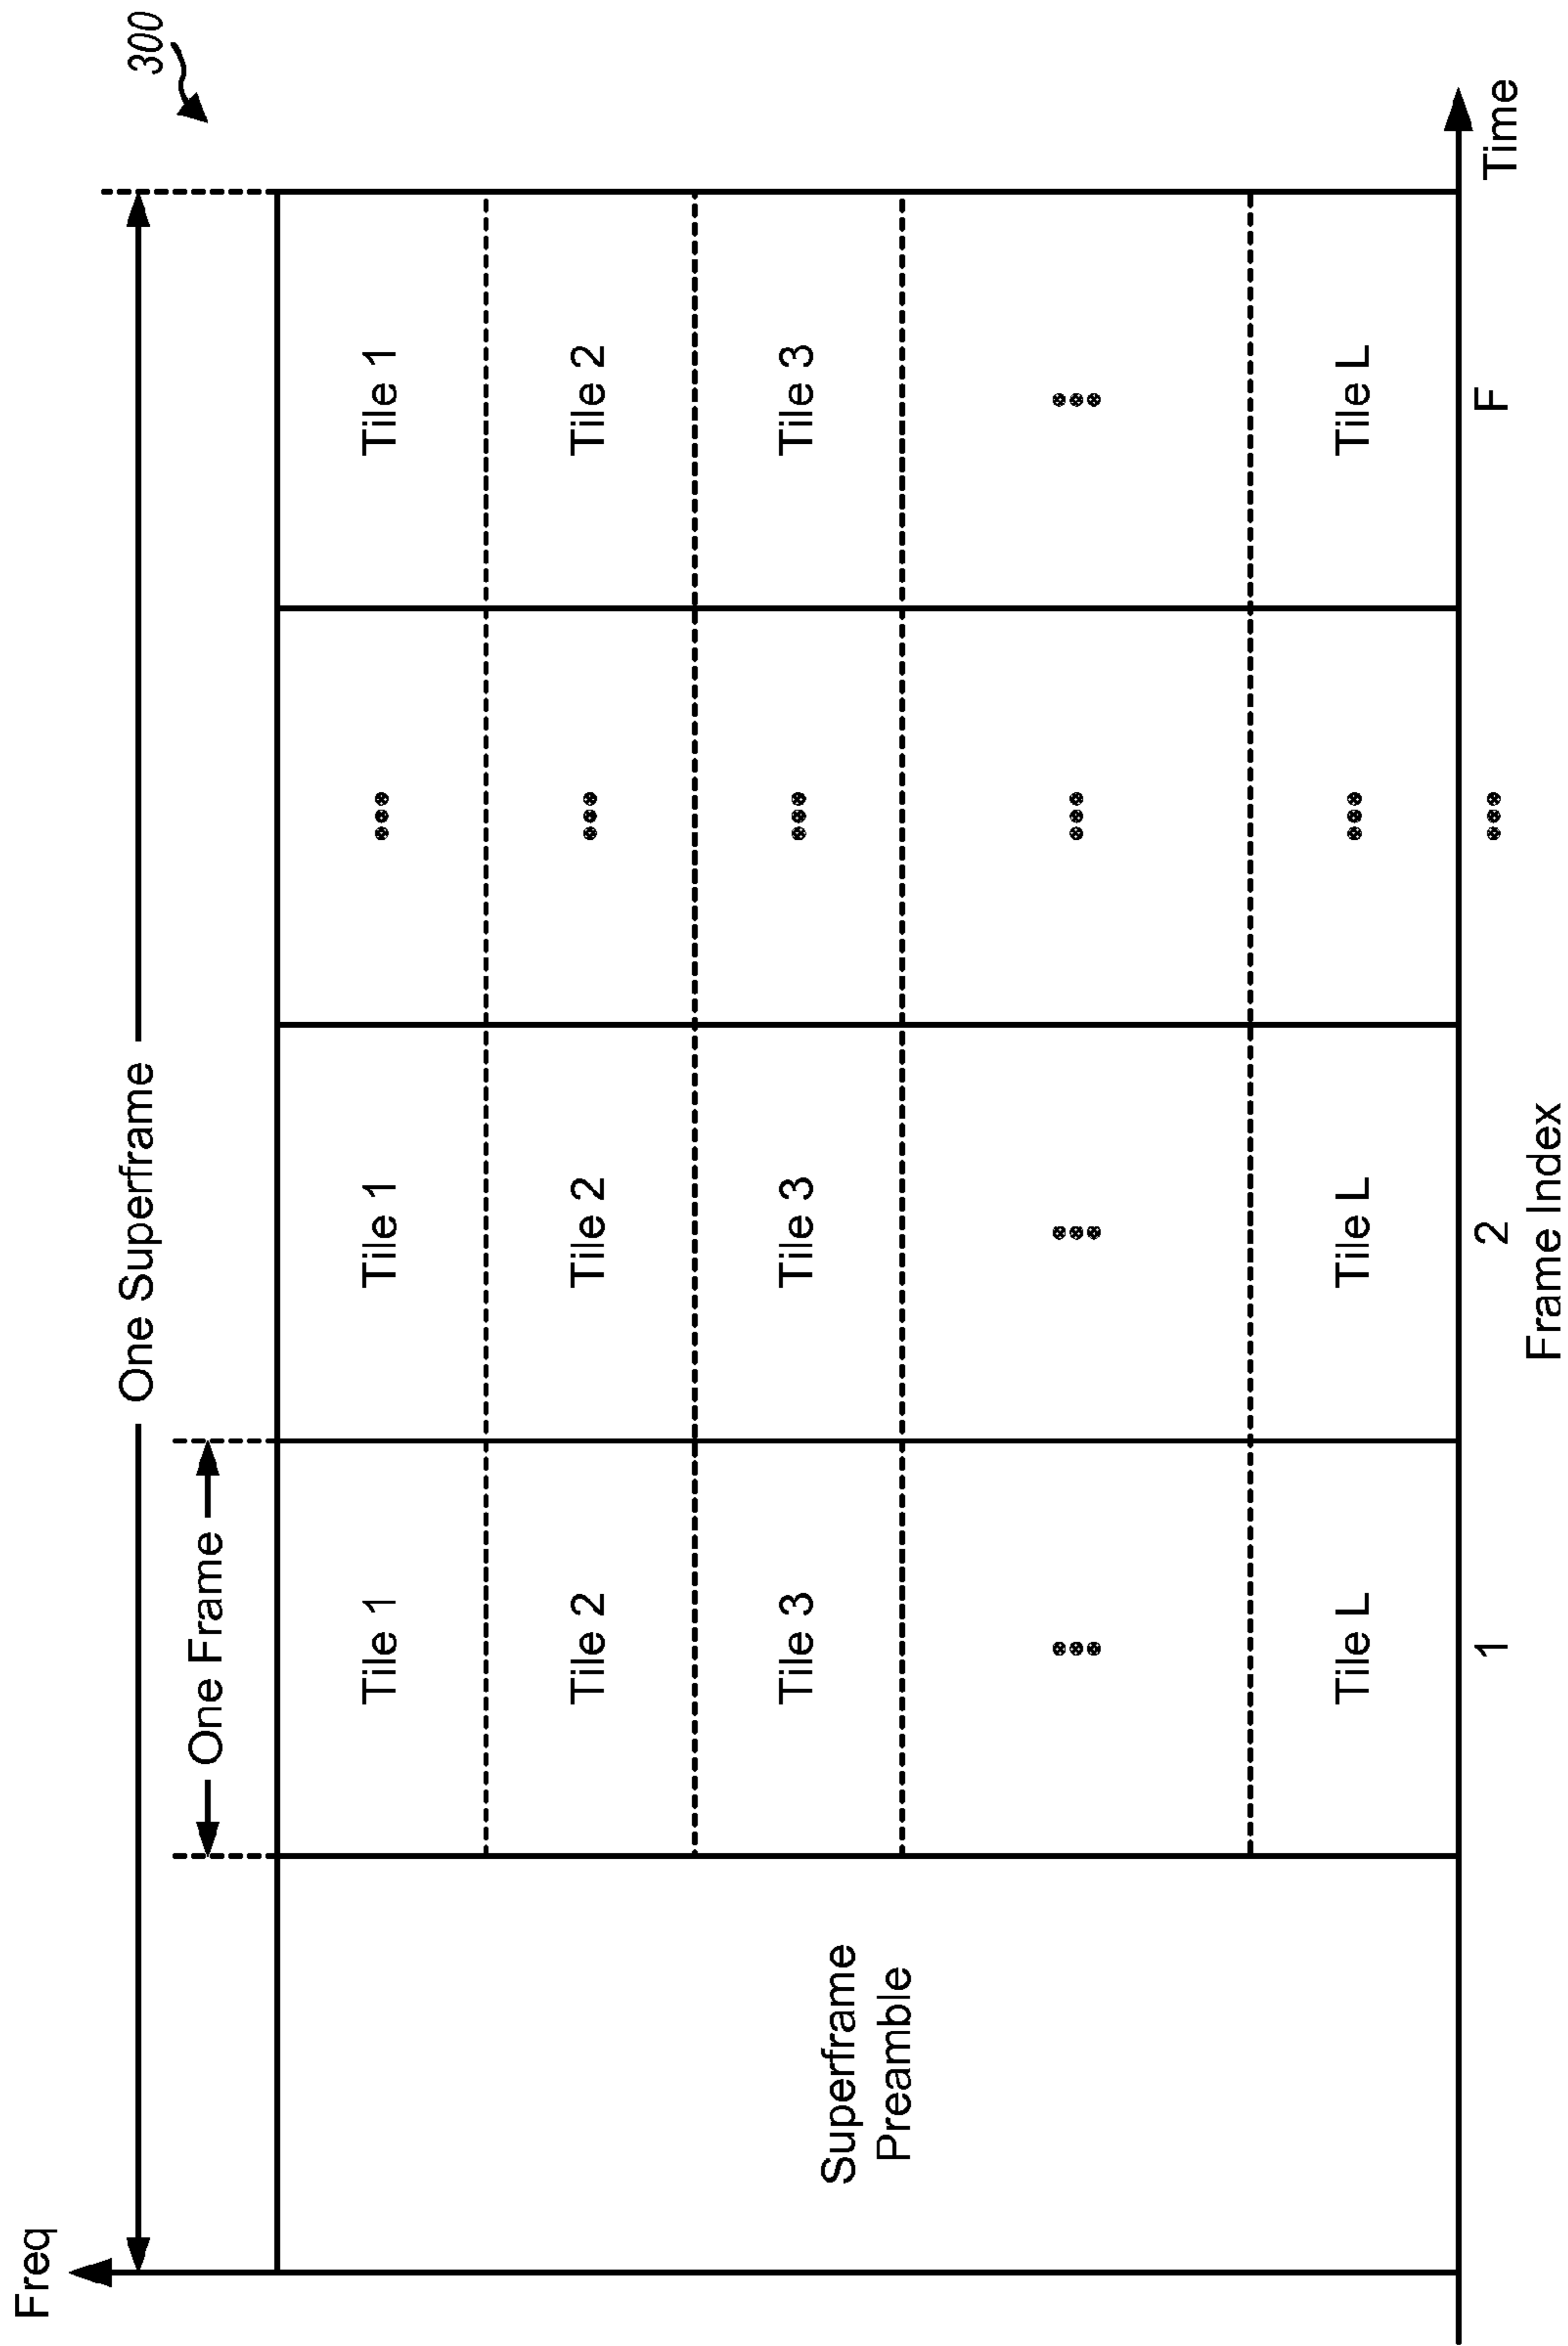 300
Freq
One Superframe
One Frame
Superframe
Preamble
Tile 1 Tile 1 ••• Tile 1
Tile 2 Tile 2 ••• Tile 2
Tile 3 Tile 3 ••• Tile 3
••• ••• ••• •••
Tile L Tile L ••• Tile L
1 2 ••• F Time
Frame Index